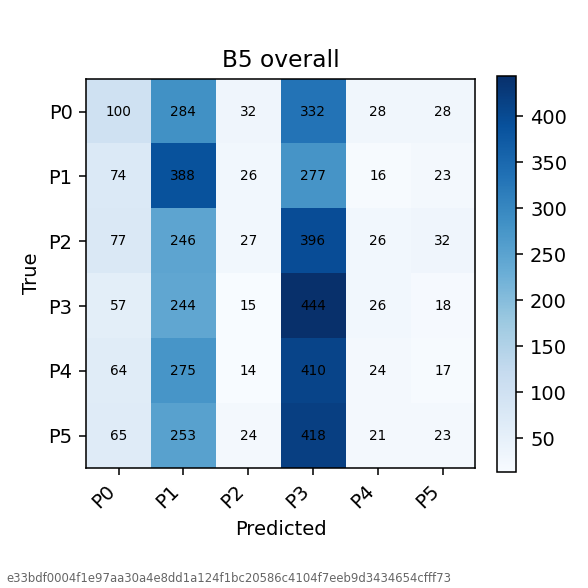 B5 overall
P0 100 284 32 332 28 28
P1 74 388 26 277 16 23
P2 77 246 27 396 26 32
P3 57 244 15 444 26 18
P4 64 275 14 410 24 17
P5 65 253 24 418 21 23
True
P0 P1 P2 P3 P4 P5
Predicted
400
350
300
250
200
150
100
50
e33bdf0004f1e97aa30a4e8dd1a124f1bc20586c4104f7eeb9d3434654cfff73